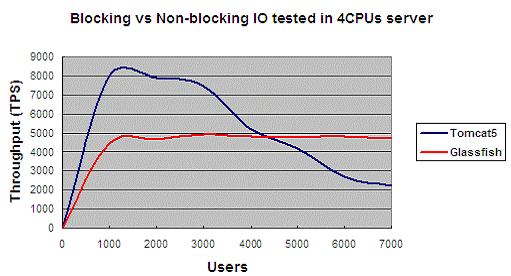 Blocking vs Non-blocking IO tested in 4CPUs server
Throughput (TPS)
9000
8000
7000
6000
5000
4000
3000
2000
1000
0
0 1000 2000 3000 4000 5000 6000 7000
Users
Tomcat5
Glassfish